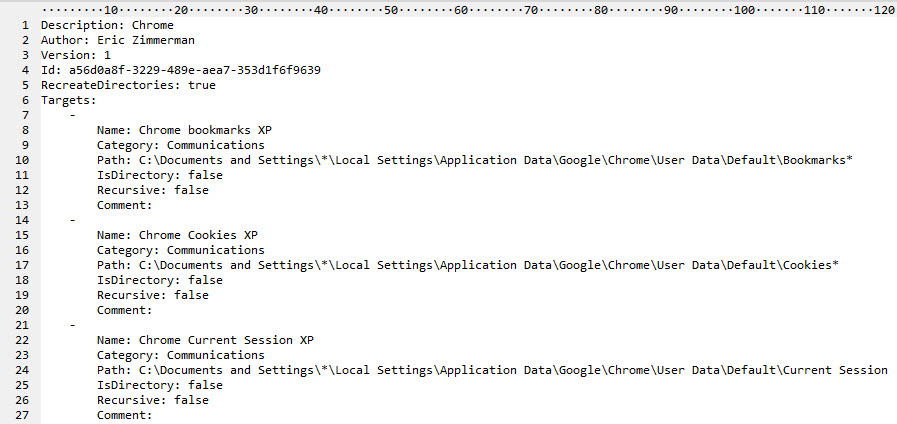 ·········10········20········30········40········50········60········70········80········90·······100·······110·······120
1 Description: Chrome
2 Author: Eric Zimmerman
3 Version: 1
4 Id: a56d0a8f-3229-489e-aea7-353d1f6f9639
5 RecreateDirectories: true
6 Targets:
7     -
8         Name: Chrome bookmarks XP
9         Category: Communications
10         Path: C:\Documents and Settings\*\Local Settings\Application Data\Google\Chrome\User Data\Default\Bookmarks*
11         IsDirectory: false
12         Recursive: false
13         Comment:
14     -
15         Name: Chrome Cookies XP
16         Category: Communications
17         Path: C:\Documents and Settings\*\Local Settings\Application Data\Google\Chrome\User Data\Default\Cookies*
18         IsDirectory: false
19         Recursive: false
20         Comment:
21     -
22         Name: Chrome Current Session XP
23         Category: Communications
24         Path: C:\Documents and Settings\*\Local Settings\Application Data\Google\Chrome\User Data\Default\Current Session
25         IsDirectory: false
26         Recursive: false
27         Comment: